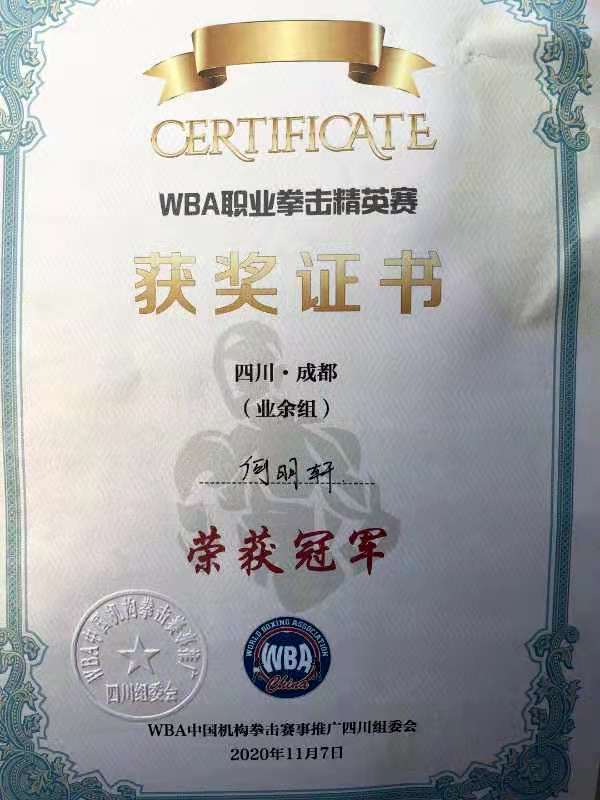 CERTIFICATE
WBA职业拳击精英赛
获奖证书
四川·成都
（业余组）
何明轩
荣获冠军
WBA中国机构拳击赛事推广
四川组委会
WORLD BOXING ASSOCIATION
WBA
China
WBA中国机构拳击赛事推广四川组委会
2020年11月7日